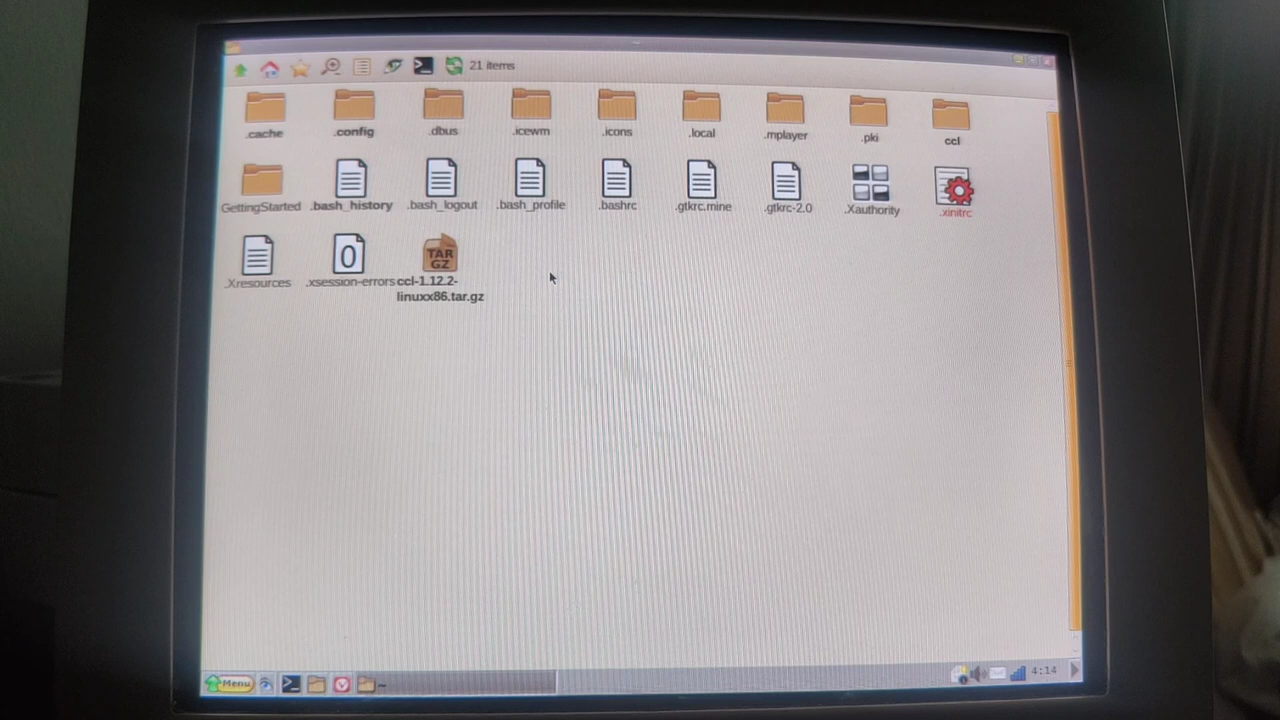 21 items
.cache
.config
.dbus
.icewm
.icons
.local
.mplayer
.pki
ccl
GettingStarted
.bash_history
.bash_logout
.bash_profile
.bashrc
.gtkrc.mine
.gtkrc-2.0
.Xauthority
.xinitrc
.Xresources
0
.xsession-errors
TAR
GZ
ccl-1.12.2-
linuxx86.tar.gz
Menu
~
4:14